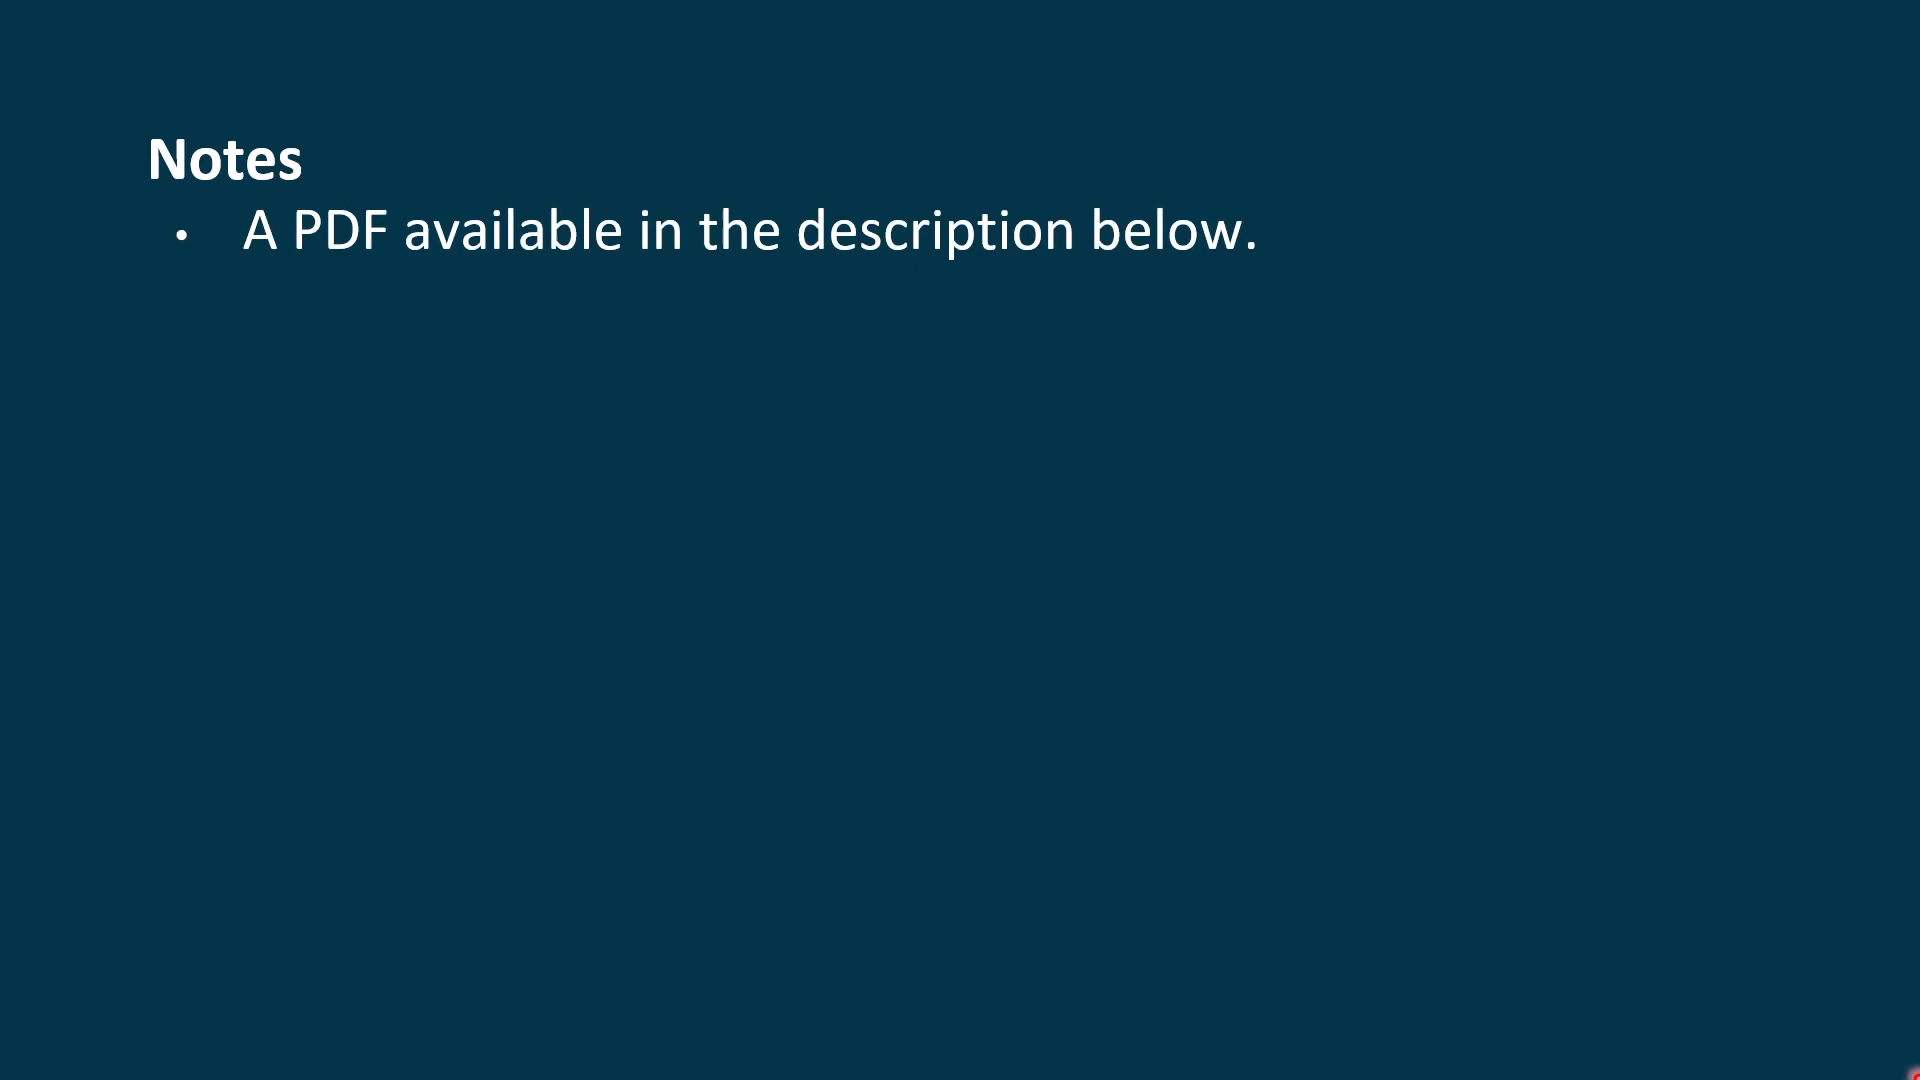 Notes
• A PDF available in the description below.